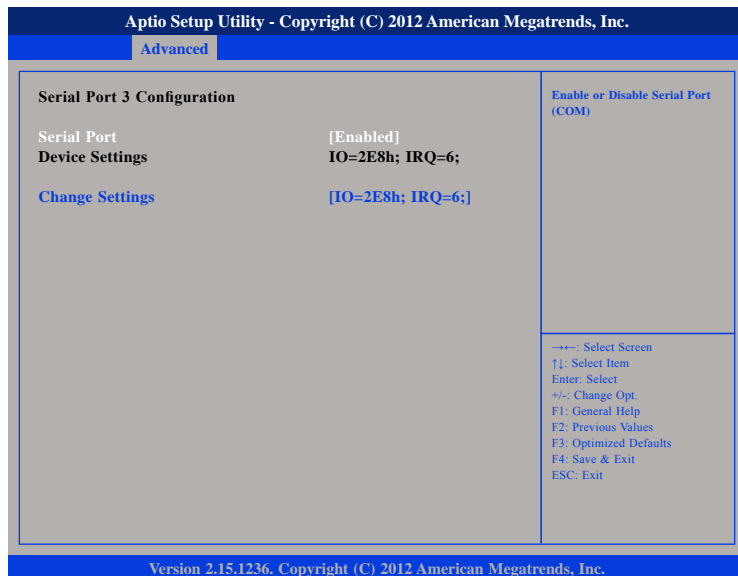 Aptio Setup Utility - Copyright (C) 2012 American Megatrends, Inc.
Advanced
Serial Port 3 Configuration
Serial Port [Enabled]
Device Settings IO=2E8h; IRQ=6;
Change Settings [IO=2E8h; IRQ=6;]
Enable or Disable Serial Port
(COM)
→←: Select Screen
↑↓: Select Item
Enter: Select
+/-: Change Opt.
F1: General Help
F2: Previous Values
F3: Optimized Defaults
F4: Save & Exit
ESC: Exit
Version 2.15.1236. Copyright (C) 2012 American Megatrends, Inc.